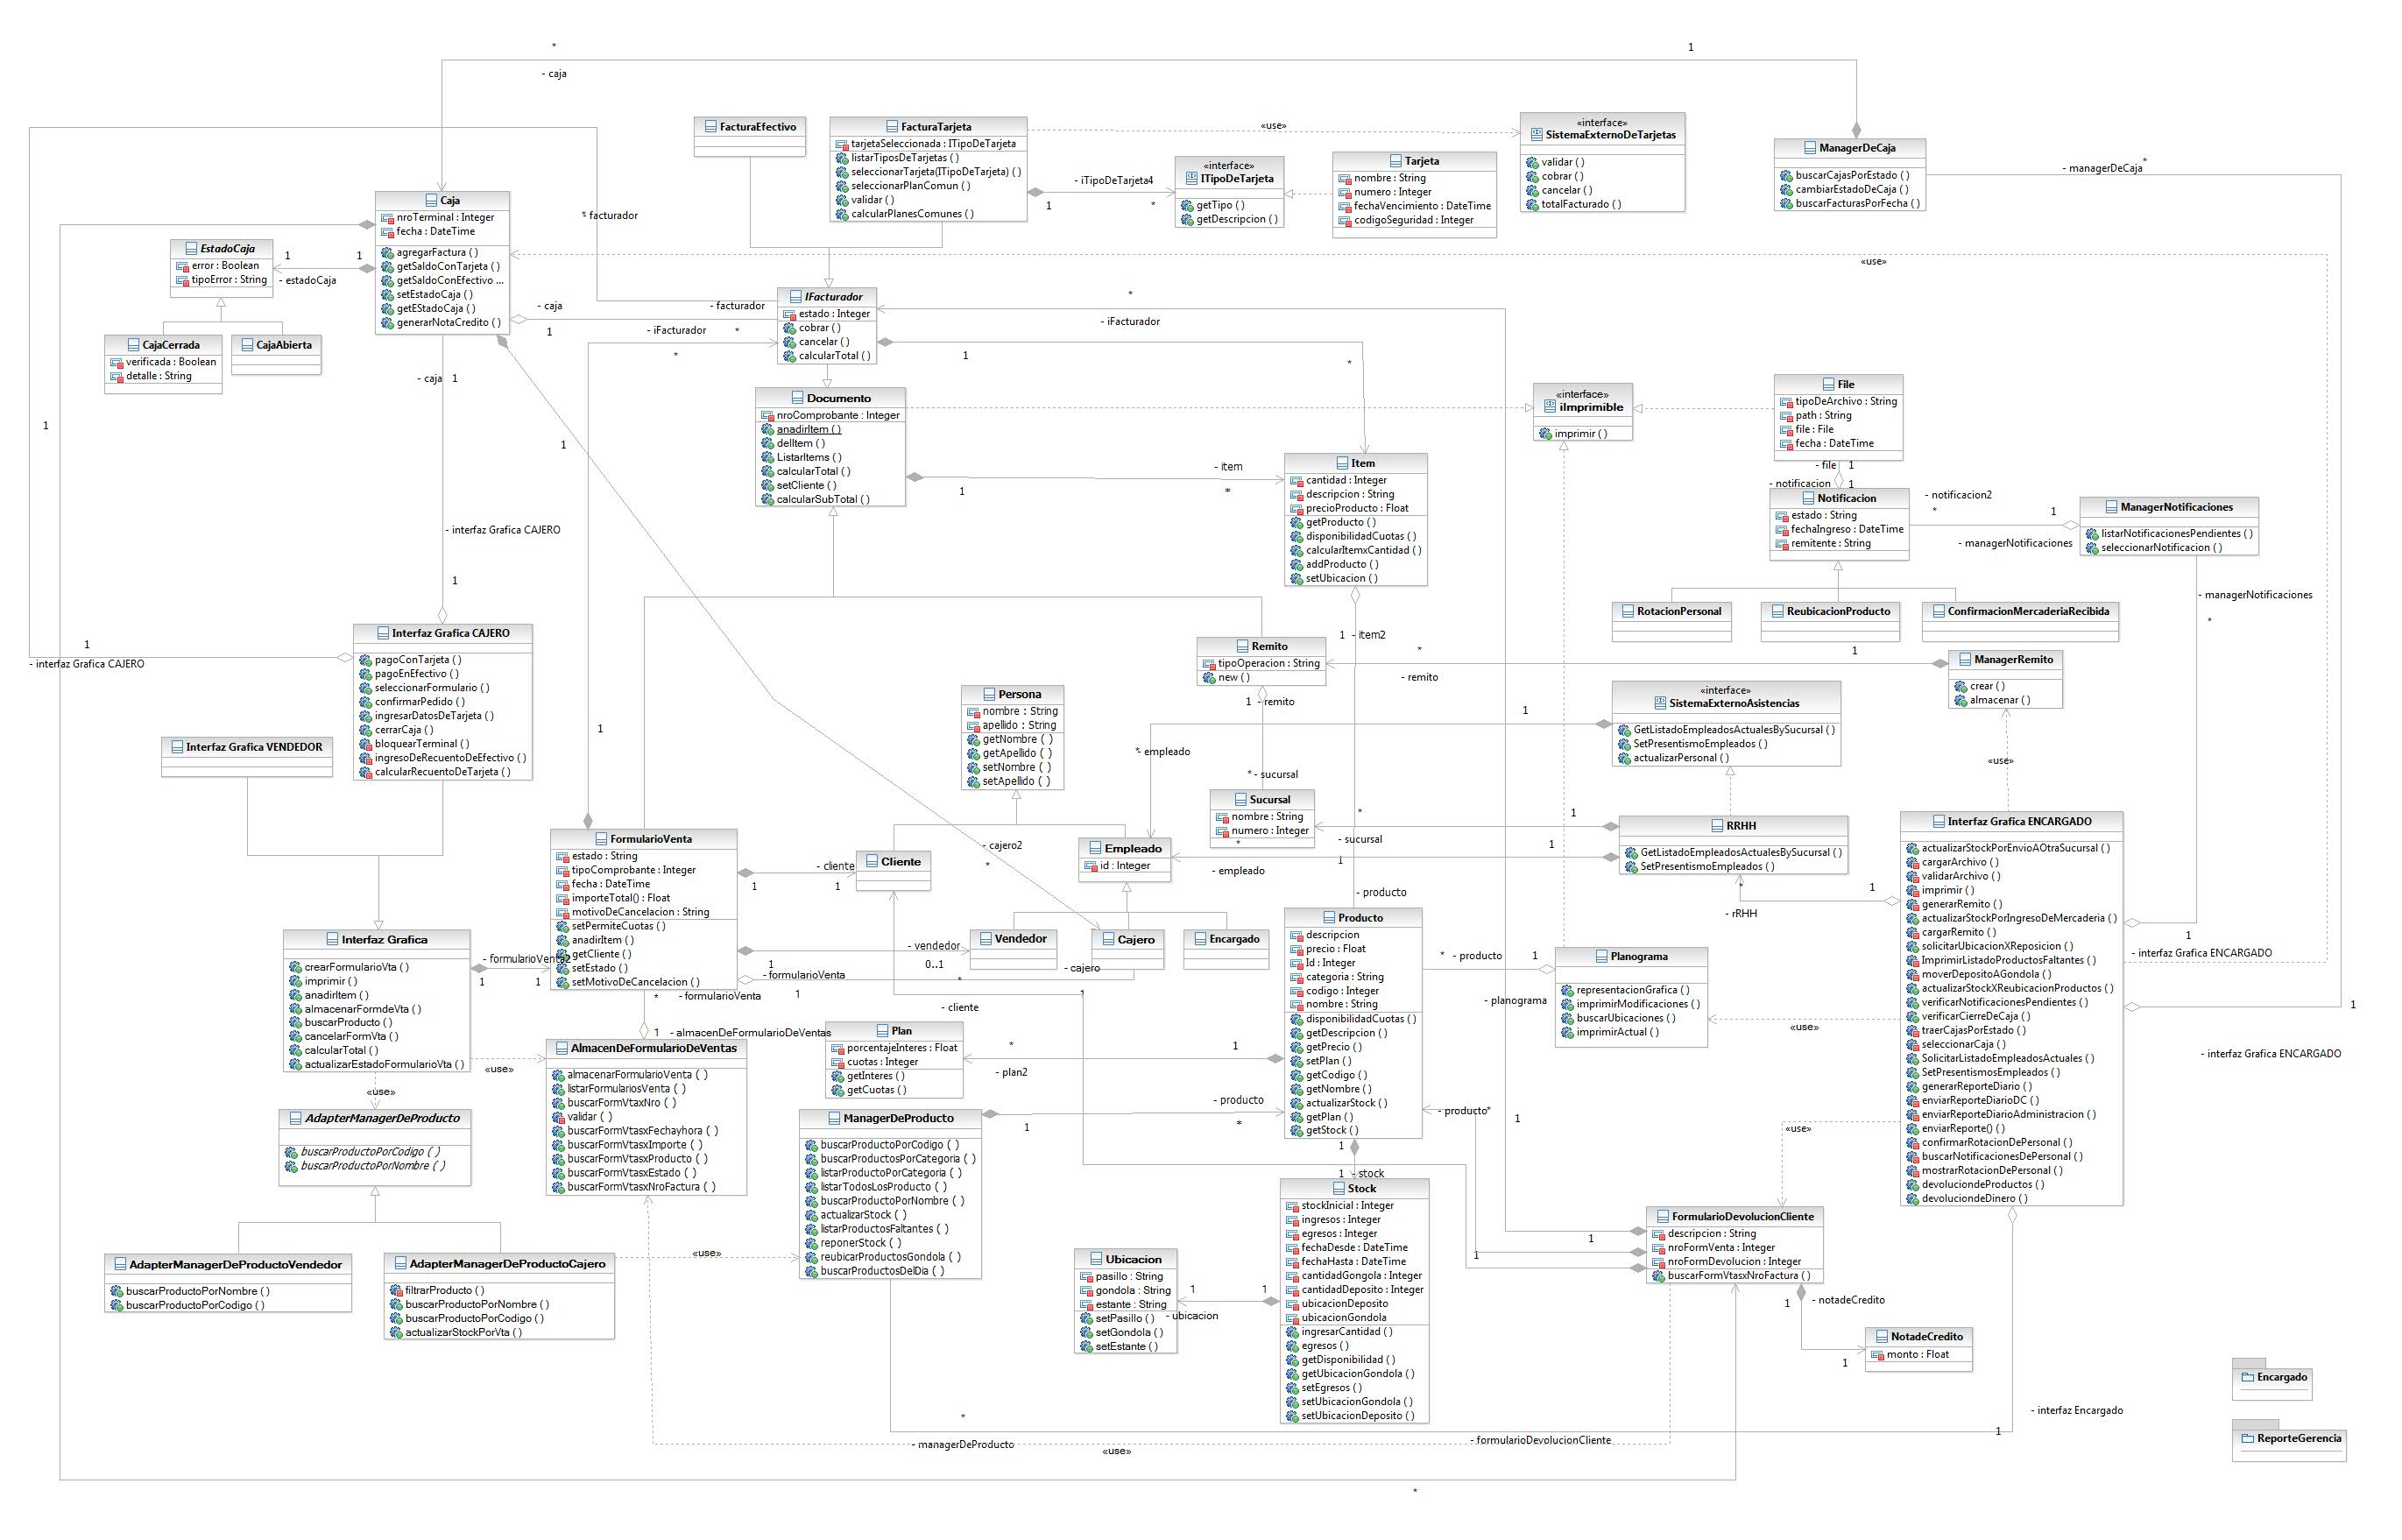 *
1
- caja
FacturaEfectivo
FacturaTarjeta
tarjetaSeleccionada : ITipoDeTarjeta
listarTiposDeTarjetas ( )
seleccionarTarjeta(ITipoDeTarjeta) ( )
seleccionarPlanComun ( )
validar ( )
calcularPlanesComunes ( )
«use»
«interface»
SistemaExternoDeTarjetas
validar ( )
cobrar ( )
cancelar ( )
totalFacturado ( )
ManagerDeCaja
buscarCajasPorEstado ( )
cambiarEstadoDeCaja ( )
buscarFacturasPorFecha ( )
- managerDeCaja
*
«interface»
ITipoDeTarjeta
getTipo ( )
getDescripcion ( )
- iTipoDeTarjeta4
1
*
Tarjeta
nombre : String
numero : Integer
fechaVencimiento : DateTime
codigoSeguridad : Integer
Caja
nroTerminal : Integer
fecha : DateTime
agregarFactura ( )
getSaldoConTarjeta ( )
getSaldoConEfectivo ...
setEstadoCaja ( )
getEStadoCaja ( )
generarNotaCredito ( )
* facturador
EstadoCaja
error : Boolean
tipoError : String
1
1
- estadoCaja
CajaCerrada
verificada : Boolean
detalle : String
CajaAbierta
«use»
IFacturador
estado : Integer
cobrar ( )
cancelar ( )
calcularTotal ( )
- caja
- facturador
1
- iFacturador
*
*
*
- iFacturador
1
*
- caja
1
1
1
Documento
nroComprobante : Integer
anadirItem ( )
delItem ( )
ListarItems ( )
calcularTotal ( )
setCliente ( )
calcularSubTotal ( )
- item
1
*
«interface»
iImprimible
imprimir ( )
File
tipoDeArchivo : String
path : String
file : File
fecha : DateTime
- file
1
- notificacion
1
Item
cantidad : Integer
descripcion : String
precioProducto : Float
getProducto ( )
disponibilidadCuotas ( )
calcularItemxCantidad ( )
addProducto ( )
setUbicacion ( )
Notificacion
estado : String
fechaIngreso : DateTime
remitente : String
- notificacion2
*
1
- managerNotificaciones
ManagerNotificaciones
listarNotificacionesPendientes ( )
seleccionarNotificacion ( )
- interfaz Grafica CAJERO
1
RotacionPersonal
ReubicacionProducto
ConfirmacionMercaderiaRecibida
- managerNotificaciones
*
Interfaz Grafica CAJERO
pagoConTarjeta ( )
pagoEnEfectivo ( )
seleccionarFormulario ( )
confirmarPedido ( )
ingresarDatosDeTarjeta ( )
cerrarCaja ( )
bloquearTerminal ( )
ingresoDeRecuentoDeEfectivo ( )
calcularRecuentoDeTarjeta ( )
1
- interfaz Grafica CAJERO
1
- item2
Remito
tipoOperacion : String
new ( )
*
- remito
1
ManagerRemito
crear ( )
almacenar ( )
1
- remito
Persona
nombre : String
apellido : String
getNombre ( )
getApellido ( )
setNombre ( )
setApellido ( )
«interface»
SistemaExternoAsistencias
GetListadoEmpleadosActualesBySucursal ( )
SetPresentismoEmpleados ( )
actualizarPersonal ( )
1
* - empleado
1
«use»
Interfaz Grafica VENDEDOR
* - sucursal
Sucursal
nombre : String
numero : Integer
*
*
- sucursal
1
RRHH
GetListadoEmpleadosActualesBySucursal ( )
SetPresentismoEmpleados ( )
1
1
- empleado
Interfaz Grafica ENCARGADO
actualizarStockPorEnvioAOtraSucursal ( )
cargarArchivo ( )
validarArchivo ( )
imprimir ( )
generarRemito ( )
actualizarStockPorIngresoDeMercaderia ( )
cargarRemito ( )
solicitarUbicacionXReposicion ( )
ImprimirListadoProductosFaltantes ( )
moverDepositoAGondola ( )
actualizarStockXReubicacionProductos ( )
verificarNotificacionesPendientes ( )
verificarCierreDeCaja ( )
traerCajasPorEstado ( )
seleccionarCaja ( )
SolicitarListadoEmpleadosActuales ( )
SetPresentismosEmpleados ( )
generarReporteDiario ( )
enviarReporteDiarioDC ( )
enviarReporteDiarioAdministracion ( )
enviarReporte() ( )
confirmarRotacionDePersonal ( )
buscarNotificacionesDePersonal ( )
mostrarRotacionDePersonal ( )
devoluciondeProductos ( )
devoluciondeDinero ( )
*
1
- rRHH
1
- interfaz Grafica ENCARGADO
1
- interfaz Grafica ENCARGADO
FormularioVenta
estado : String
tipoComprobante : Integer
fecha : DateTime
importeTotal() : Float
motivoDeCancelacion : String
setPermiteCuotas ( )
anadirItem ( )
getCliente ( )
setEstado ( )
setMotivoDeCancelacion ( )
- cliente
1
1
Cliente
- cajero2
*
Empleado
id : Integer
Vendedor
Cajero
Encargado
- vendedor
1
0..1
- formularioVenta
*
- cajero
1
1
- cliente
Interfaz Grafica
crearFormularioVta ( )
imprimir ( )
anadirItem ( )
almacenarFormdeVta ( )
buscarProducto ( )
cancelarFormVta ( )
calcularTotal ( )
actualizarEstadoFormularioVta ( )
- formularioVenta2
1
1
* - formularioVenta
1 - almacenDeFormularioDeVentas
«use»
«use»
- producto
Producto
descripcion
precio : Float
Id : Integer
categoria : String
codigo : Integer
nombre : String
disponibilidadCuotas ( )
getDescripcion ( )
getPrecio ( )
setPlan ( )
getCodigo ( )
getNombre ( )
actualizarStock ( )
getPlan ( )
getStock ( )
* - producto
1
- planograma
Planograma
representacionGrafica ( )
imprimirModificaciones ( )
buscarUbicaciones ( )
imprimirActual ( )
«use»
Plan
porcentajeInteres : Float
cuotas : Integer
getInteres ( )
getCuotas ( )
*
1
- plan2
AlmacenDeFormularioDeVentas
almacenarFormularioVenta ( )
listarFormulariosVenta ( )
buscarFormVtaxNro ( )
validar ( )
buscarFormVtasxFechayhora ( )
buscarFormVtasxImporte ( )
buscarFormVtasxProducto ( )
buscarFormVtasxEstado ( )
buscarFormVtasxNroFactura ( )
AdapterManagerDeProducto
buscarProductoPorCodigo ( )
buscarProductoPorNombre ( )
ManagerDeProducto
buscarProductoPorCodigo ( )
buscarProductosPorCategoria ( )
listarProductoPorCategoria ( )
listarTodosLosProducto ( )
buscarProductoPorNombre ( )
actualizarStock ( )
listarProductosFaltantes ( )
reponerStock ( )
reubicarProductosGondola ( )
buscarProductosDelDia ( )
- producto
1
*
- producto*
1
«use»
1
1 - stock
Stock
stockInicial : Integer
ingresos : Integer
egresos : Integer
fechaDesde : DateTime
fechaHasta : DateTime
cantidadGongola : Integer
cantidadDeposito : Integer
ubicacionDeposito
ubicacionGondola
ingresarCantidad ( )
egresos ( )
getDisponibilidad ( )
getUbicacionGondola ( )
setEgresos ( )
setUbicacionGondola ( )
setUbicacionDeposito ( )
FormularioDevolucionCliente
descripcion : String
nroFormVenta : Integer
nroFormDevolucion : Integer
buscarFormVtasxNroFactura ( )
1
1
AdapterManagerDeProductoVendedor
buscarProductoPorNombre ( )
buscarProductoPorCodigo ( )
AdapterManagerDeProductoCajero
filtrarProducto ( )
buscarProductoPorNombre ( )
buscarProductoPorCodigo ( )
actualizarStockPorVta ( )
«use»
Ubicacion
pasillo : String
gondola : String
estante : String
setPasillo ( )
setGondola ( )
setEstante ( )
1
1
- ubicacion
1
- notadeCredito
1
NotadeCredito
monto : Float
Encargado
ReporteGerencia
*
- managerDeProducto
«use»
- formularioDevolucionCliente
- interfaz Encargado
1
*